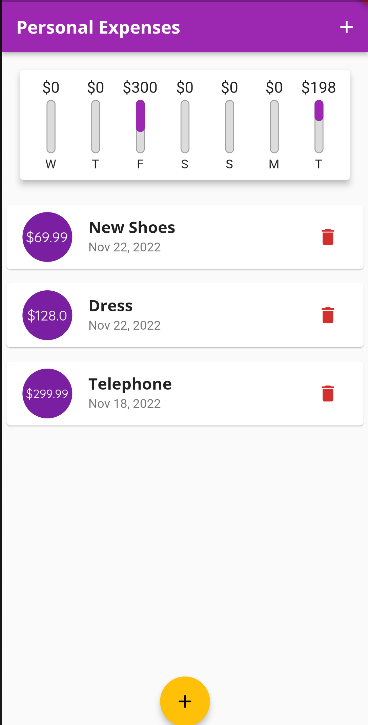 Personal Expenses +
$0 $0 $300 $0 $0 $0 $198
W T F S S M T
$69.99 New Shoes
Nov 22, 2022
$128.0 Dress
Nov 22, 2022
$299.99 Telephone
Nov 18, 2022
+